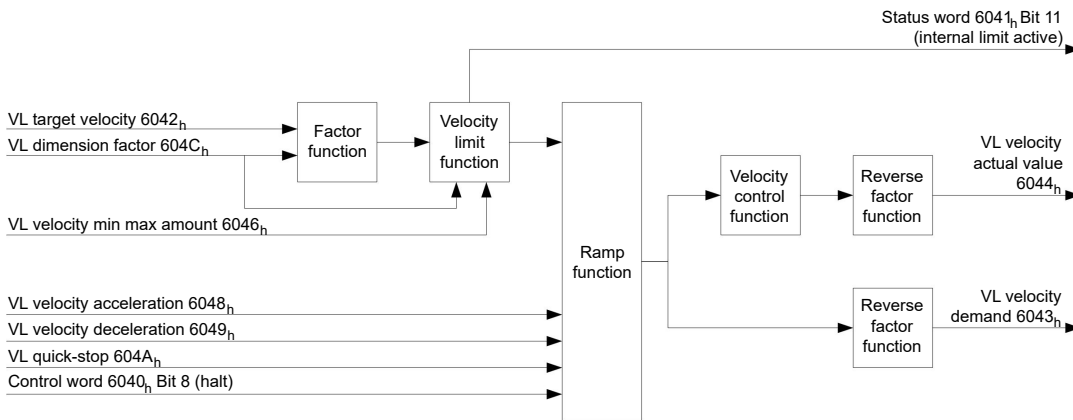 Status word 6041h Bit 11
(internal limit active)
VL target velocity 6042h
VL dimension factor 604Ch
Factor
function
Velocity
limit
function
VL velocity min max amount 6046h
Ramp
function
Velocity
control
function
Reverse
factor
function
VL velocity
actual value
6044h
VL velocity acceleration 6048h
VL velocity deceleration 6049h
VL quick-stop 604Ah
Control word 6040h Bit 8 (halt)
Reverse
factor
function
VL velocity
demand 6043h